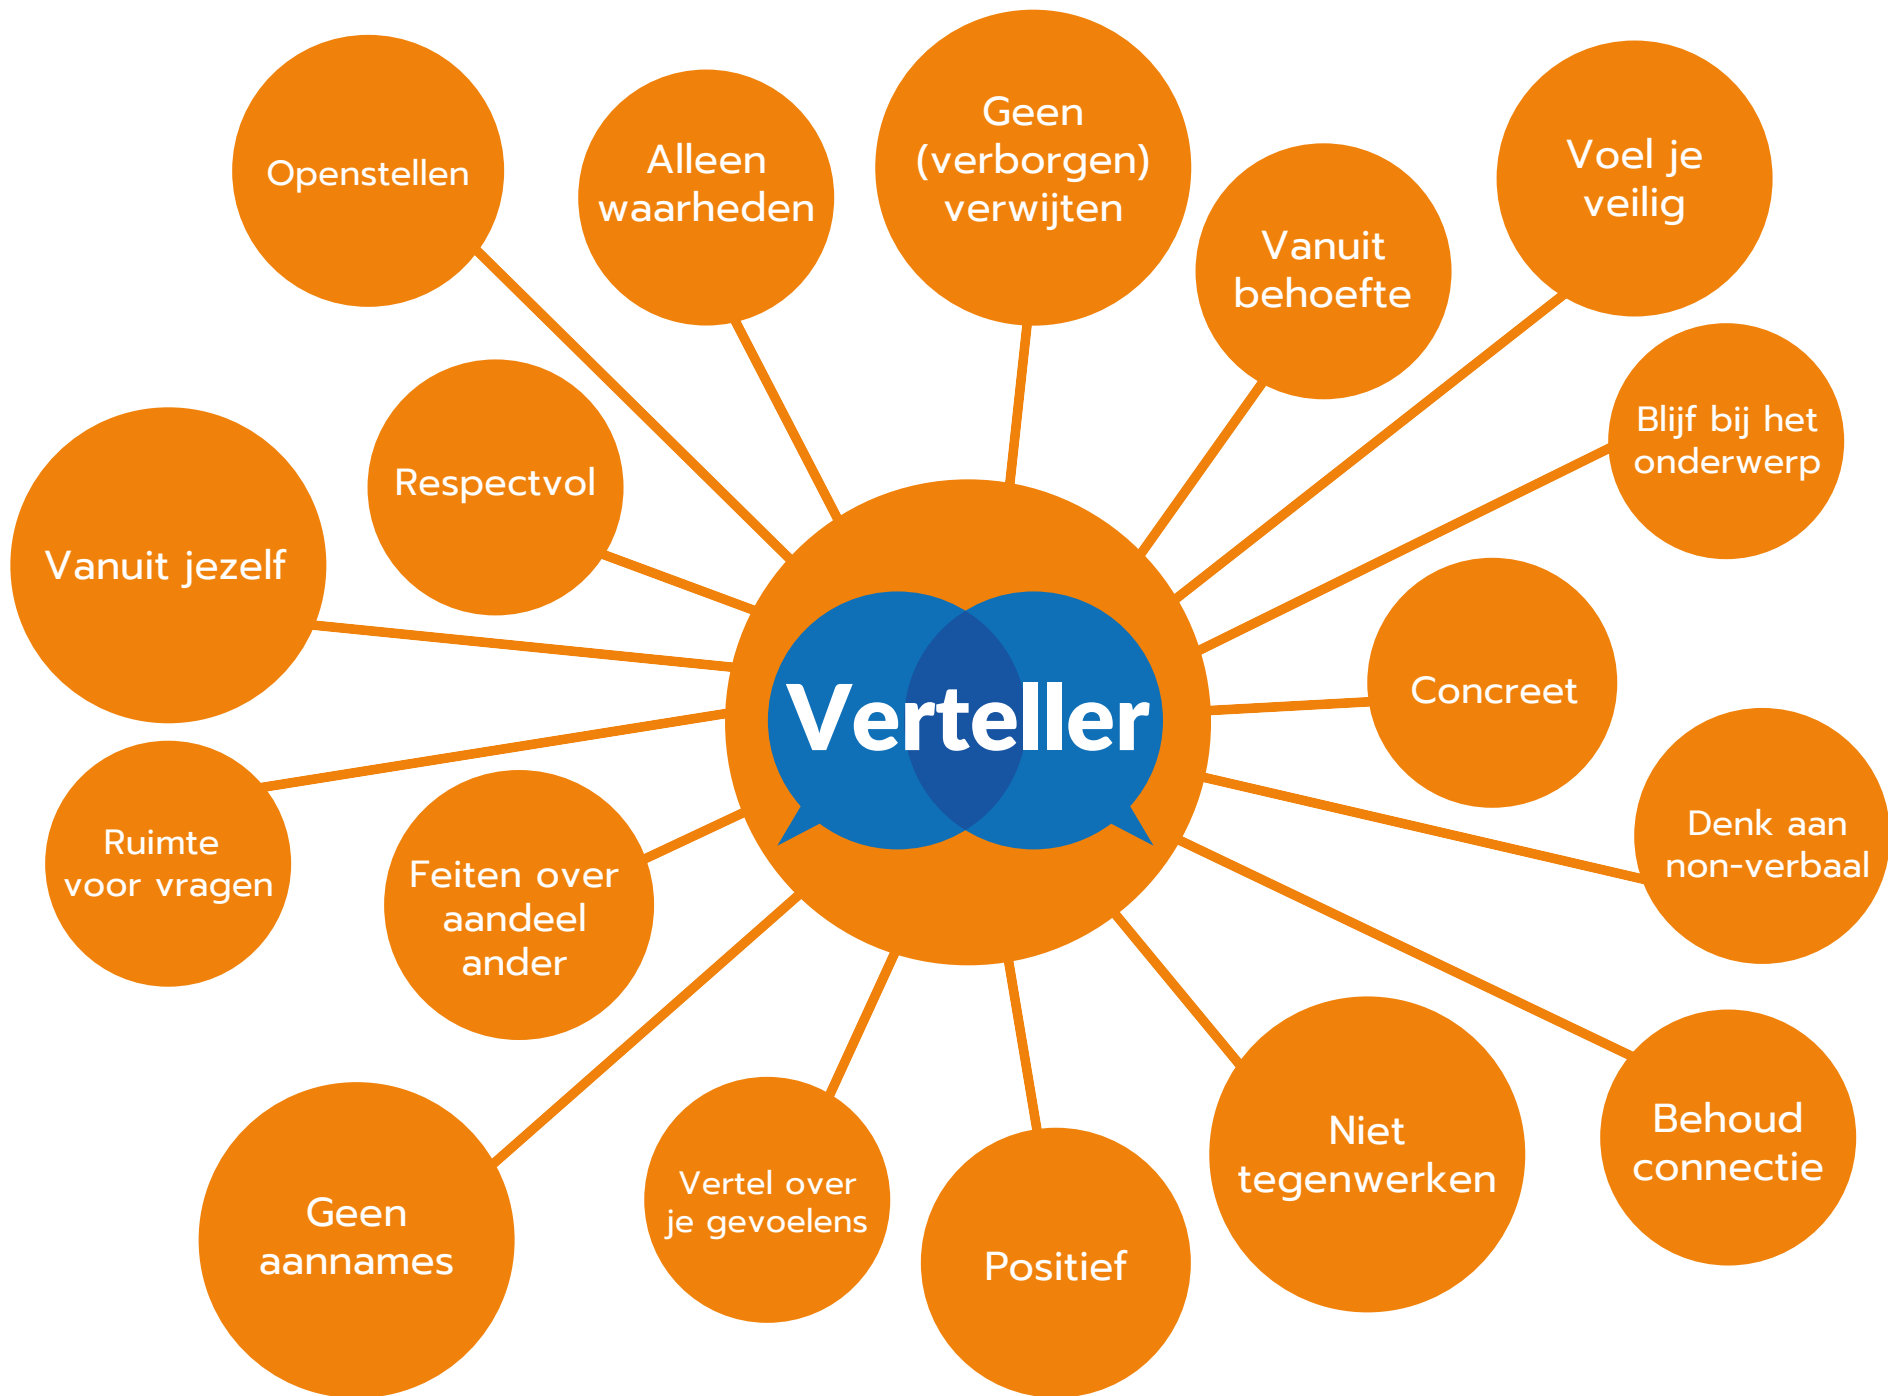 Openstellen
Alleen
waarheden
Geen
(verborgen)
verwijten
Vanuit
behoefte
Voel je
veilig
Blijf bij het
onderwerp
Respectvol
Vanuit jezelf
Verteller
Concreet
Ruimte
voor vragen
Feiten over
aandeel
ander
Denk aan
non-verbaal
Geen
aannames
Vertel over
je gevoelens
Positief
Niet
tegenwerken
Behoud
connectie